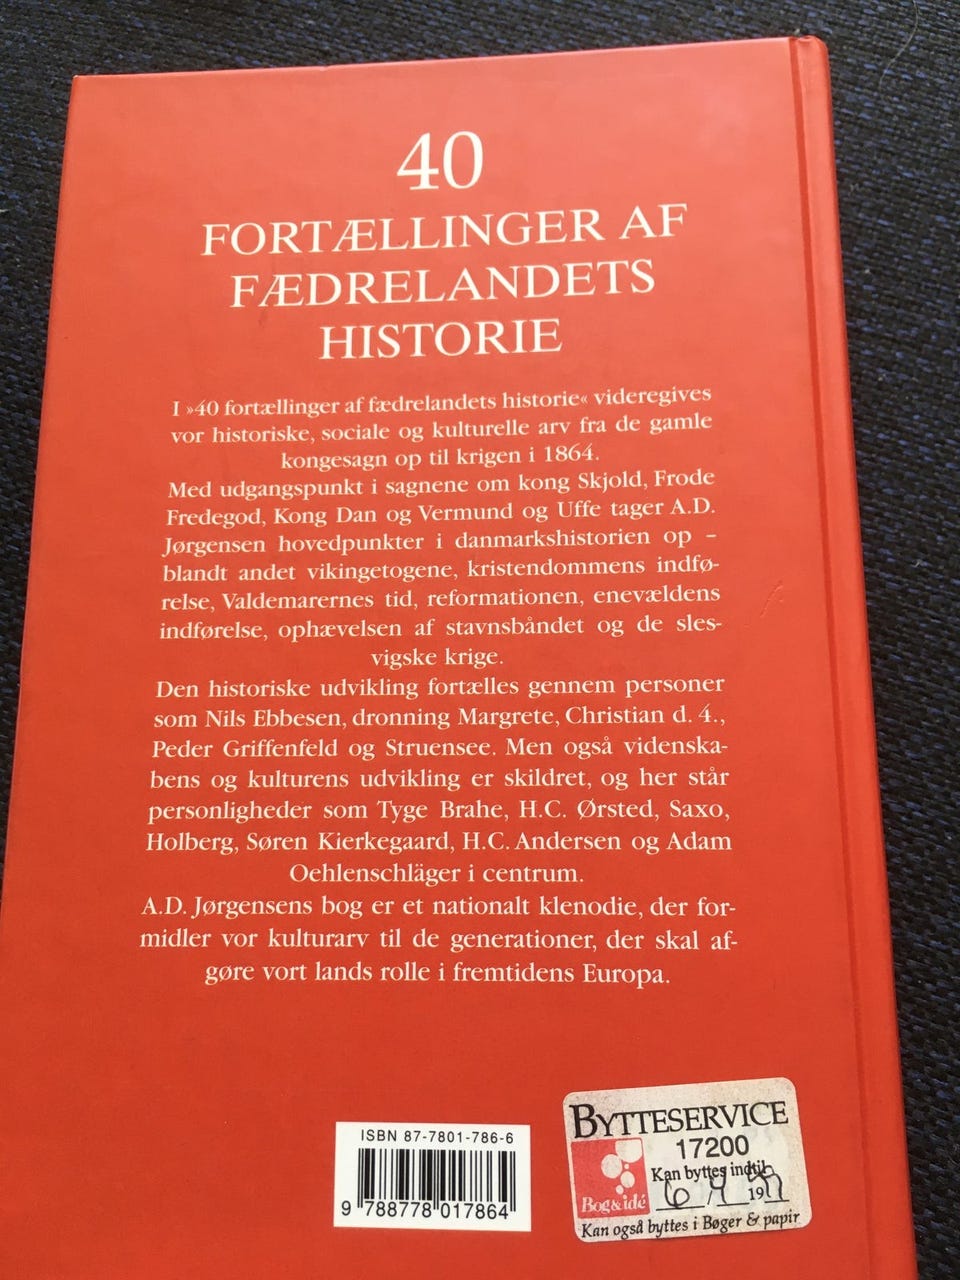 40
FORTÆLLINGER AF
FÆDRELANDETS
HISTORIE
I »40 fortællinger af fædrelandets historie« videregives
vor historiske, sociale og kulturelle arv fra de gamle
kongesagn op til krigen i 1864.
Med udgangspunkt i sagnene om kong Skjold, Frode
Fredegod, Kong Dan og Vermund og Uffe tager A.D.
Jørgensen hovedpunkter i danmarkshistorien op –
blandt andet vikingetogene, kristendommens indfø-
relse, Valdemarernes tid, reformationen, enevældens
indførelse, ophævelsen af stavnsbåndet og de sles-
vigske krige.
Den historiske udvikling fortælles gennem personer
som Nils Ebbesen, dronning Margrete, Christian d. 4.,
Peder Griffenfeld og Struensee. Men også videnska-
bens og kulturens udvikling er skildret, og her står
personligheder som Tyge Brahe, H.C. Ørsted, Saxo,
Holberg, Søren Kierkegaard, H.C. Andersen og Adam
Oehlenschläger i centrum.
A.D. Jørgensens bog er et nationalt klenodie, der for-
midler vor kulturarv til de generationer, der skal af-
gøre vort lands rolle i fremtidens Europa.
ISBN 87-7801-786-6
9 788778 017864
BYTTESERVICE
17200
Kan byttes indtil
6 / 1 19
Bog & idé
Kan også byttes i Bøger & papir